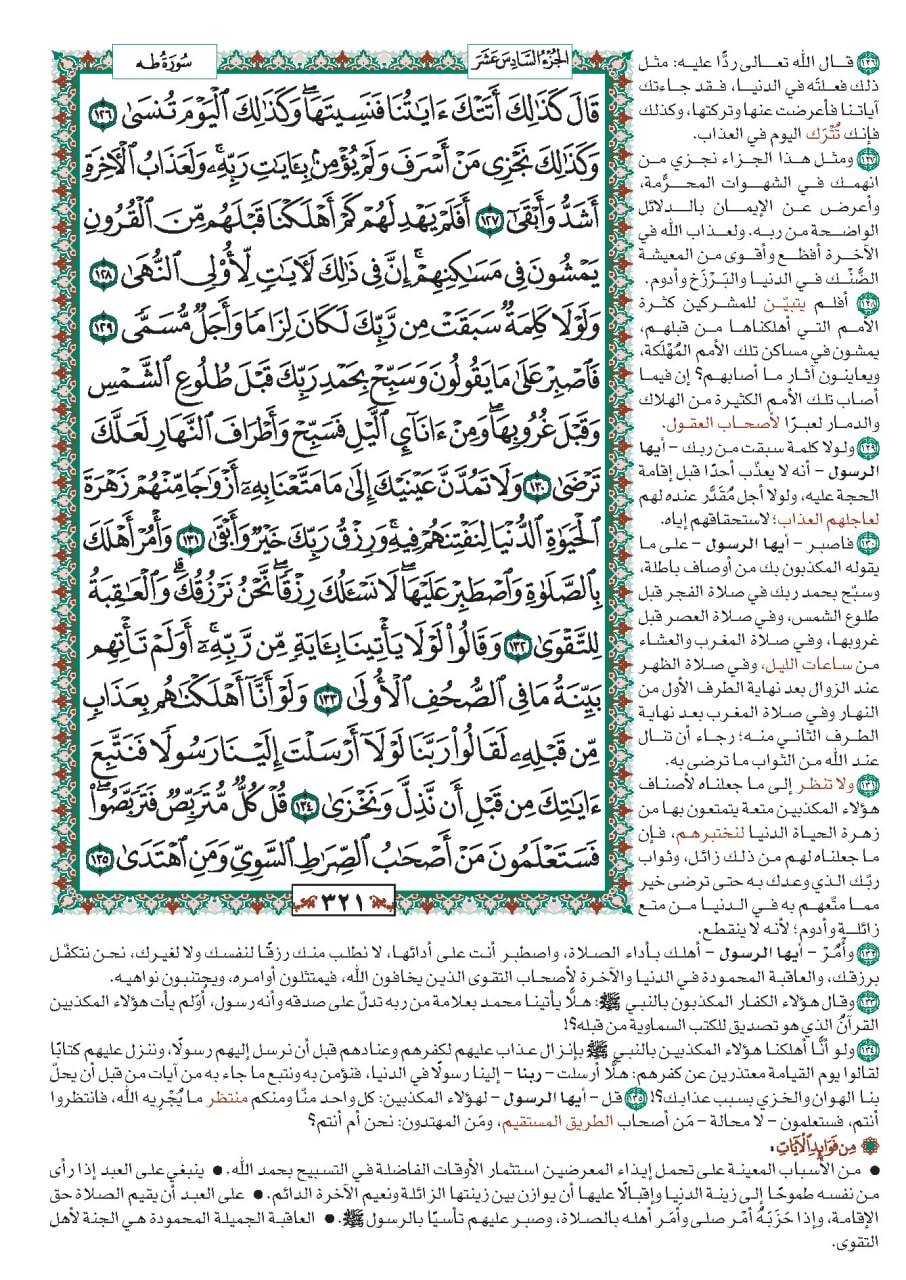 الجزء السادس عشر
سورة طه
قَالَ كَذَٰلِكَ أَتَتْكَ ءَايَٰتُنَا فَنَسِيتَهَاۖ وَكَذَٰلِكَ ٱلْيَوْمَ تُنسَىٰ ١٢٦
وَكَذَٰلِكَ نَجْزِى مَنْ أَسْرَفَ وَلَمْ يُؤْمِنۢ بِـَٔايَٰتِ رَبِّهِۦۚ وَلَعَذَابُ ٱلْءَاخِرَةِ
أَشَدُّ وَأَبْقَىٰٓ ١٢٧ أَفَلَمْ يَهْدِ لَهُمْ كَمْ أَهْلَكْنَا قَبْلَهُم مِّنَ ٱلْقُرُونِ
يَمْشُونَ فِى مَسَٰكِنِهِمْۚ إِنَّ فِى ذَٰلِكَ لَءَايَٰتٍ لِّأُو۟لِى ٱلنُّهَىٰ ١٢٨
وَلَوْلَا كَلِمَةٌ سَبَقَتْ مِن رَّبِّكَ لَكَانَ لِزَامًا وَأَجَلٌ مُّسَمًّى ١٢٩
فَٱصْبِرْ عَلَىٰ مَا يَقُولُونَ وَسَبِّحْ بِحَمْدِ رَبِّكَ قَبْلَ طُلُوعِ ٱلشَّمْسِ
وَقَبْلَ غُرُوبِهَاۖ وَمِنْ ءَانَآئِ ٱلَّيْلِ فَسَبِّحْ وَأَطْرَافَ ٱلنَّهَارِ لَعَلَّكَ
تَرْضَىٰ ١٣٠ وَلَا تَمُدَّنَّ عَيْنَيْكَ إِلَىٰ مَا مَتَّعْنَا بِهِۦٓ أَزْوَٰجًا مِّنْهُمْ زَهْرَةَ
ٱلْحَيَوٰةِ ٱلدُّنْيَا لِنَفْتِنَهُمْ فِيهِۚ وَرِزْقُ رَبِّكَ خَيْرٌ وَأَبْقَىٰ ١٣١ وَأْمُرْ أَهْلَكَ
بِٱلصَّلَوٰةِ وَٱصْطَبِرْ عَلَيْهَاۖ لَا نَسْـَٔلُكَ رِزْقًاۖ نَّحْنُ نَرْزُقُكَۗ وَٱلْعَٰقِبَةُ
لِلتَّقْوَىٰ ١٣٢ وَقَالُوا۟ لَوْلَا يَأْتِينَا بِـَٔايَةٍ مِّن رَّبِّهِۦٓۚ أَوَلَمْ تَأْتِهِم
بَيِّنَةُ مَا فِى ٱلصُّحُفِ ٱلْأُولَىٰ ١٣٣ وَلَوْ أَنَّآ أَهْلَكْنَٰهُم بِعَذَابٍ
مِّن قَبْلِهِۦ لَقَالُوا۟ رَبَّنَا لَوْلَآ أَرْسَلْتَ إِلَيْنَا رَسُولًا فَنَتَّبِعَ
ءَايَٰتِكَ مِن قَبْلِ أَن نَّذِلَّ وَنَخْزَىٰ ١٣٤ قُلْ كُلٌّ مُّتَرَبِّصٌ فَتَرَبَّصُوا۟ۖ
فَسَتَعْلَمُونَ مَنْ أَصْحَٰبُ ٱلصِّرَٰطِ ٱلسَّوِىِّ وَمَنِ ٱهْتَدَىٰ ١٣٥
٣٢١
١٢٦ قال الله تعالى ردًّا عليه: مثل
ذلك فعلتَه في الدنيا، فقد جاءتك
آياتنا فأعرضت عنها وتركتها، وكذلك
فإنك تُتْرَك اليوم في العذاب.
١٢٧ ومثل هذا الجزاء نجزي من
انهمك في الشهوات المحرَّمة،
وأعرض عن الإيمان بالدلائل
الواضحة من ربه. ولعذاب الله في
الآخرة أفظع وأقوى من المعيشة
الضَّنْك في الدنيا والبَرْزَخ وأدوم.
١٢٨ أفلم يتبيّن للمشركين كثرة
الأمم التي أهلكناها من قبلهم،
يمشون في مساكن تلك الأمم المُهْلَكة،
ويعاينون آثار ما أصابهم؟ إن فيما
أصاب تلك الأمم الكثيرة من الهلاك
والدمار لعبرًا لأصحاب العقول.
١٢٩ ولولا كلمة سبقت من ربك - أيها
الرسول - أنه لا يعذّب أحدًا قبل إقامة
الحجة عليه، ولولا أجل مُقَدَّر عنده لهم
لعاجلهم العذاب؛ لاستحقاقهم إياه.
١٣٠ فاصبر - أيها الرسول - على ما
يقوله المكذبون بك من أوصاف باطلة،
وسبّح بحمد ربك في صلاة الفجر قبل
طلوع الشمس، وفي صلاة العصر قبل
غروبها، وفي صلاة المغرب والعشاء
من ساعات الليل، وفي صلاة الظهر
عند الزوال بعد نهاية الطرف الأول من
النهار وفي صلاة المغرب بعد نهاية
الطرف الثاني منه؛ رجاء أن تنال
عند الله من الثواب ما ترضى به.
١٣١ ولا تنظر إلى ما جعلناه لأصناف
هؤلاء المكذبين متعة يتمتعون بها من
زهرة الحياة الدنيا لنختبرهم، فإن
ما جعلناه لهم من ذلك زائل، وثواب
ربّك الذي وعدك به حتى ترضى خير
مما متّعهم به في الدنيا من متع
زائلة وأدوم؛ لأنه لا ينقطع.
١٣٢ وأْمُرْ - أيها الرسول - أهلك بأداء الصلاة، واصطبر أنت على أدائها، لا نطلب منك رزقًا لنفسك ولا لغيرك، نحن نتكفّل
برزقك، والعاقبة المحمودة في الدنيا والآخرة لأصحاب التقوى الذين يخافون الله، فيمتثلون أوامره، ويجتنبون نواهيه.
١٣٣ وقال هؤلاء الكفار المكذبون بالنبي ﷺ: هلَّا يأتينا محمد بعلامة من ربه تدلّ على صدقه وأنه رسول، أَوَلم يأت هؤلاء المكذبين
القرآنُ الذي هو تصديق للكتب السماوية من قبله؟!
١٣٤ ولو أنَّا أهلكنا هؤلاء المكذبين بالنبي ﷺ بإنزال عذاب عليهم لكفرهم وعنادهم قبل أن نرسل إليهم رسولًا، وننزل عليهم كتابًا
لقالوا يوم القيامة معتذرين عن كفرهم: هلَّا أرسلت - ربنا - إلينا رسولًا في الدنيا، فنؤمن به ونتبع ما جاء به من آيات من قبل أن يحلّ
بنا الهوان والخزي بسبب عذابك؟! ١٣٥ قل - أيها الرسول - لهؤلاء المكذبين: كل واحد منّا ومنكم منتظر ما يُجْرِيه الله، فانتظروا
أنتم، فستعلمون - لا محالة - مَن أصحاب الطريق المستقيم، ومَن المهتدون: نحن أم أنتم؟
مِن فَوَائِدِ الآيَاتِ:
• من الأسباب المعينة على تحمل إيذاء المعرضين استثمار الأوقات الفاضلة في التسبيح بحمد الله. • ينبغي على العبد إذا رأى
من نفسه طموحًا إلى زينة الدنيا وإقبالًا عليها أن يوازن بين زينتها الزائلة ونعيم الآخرة الدائم. • على العبد أن يقيم الصلاة حق
الإقامة، وإذا حَزَبَهُ أمْر صلى وأمَر أهله بالصلاة، وصبر عليهم تأسيًا بالرسول ﷺ. • العاقبة الجميلة المحمودة هي الجنة لأهل
التقوى.